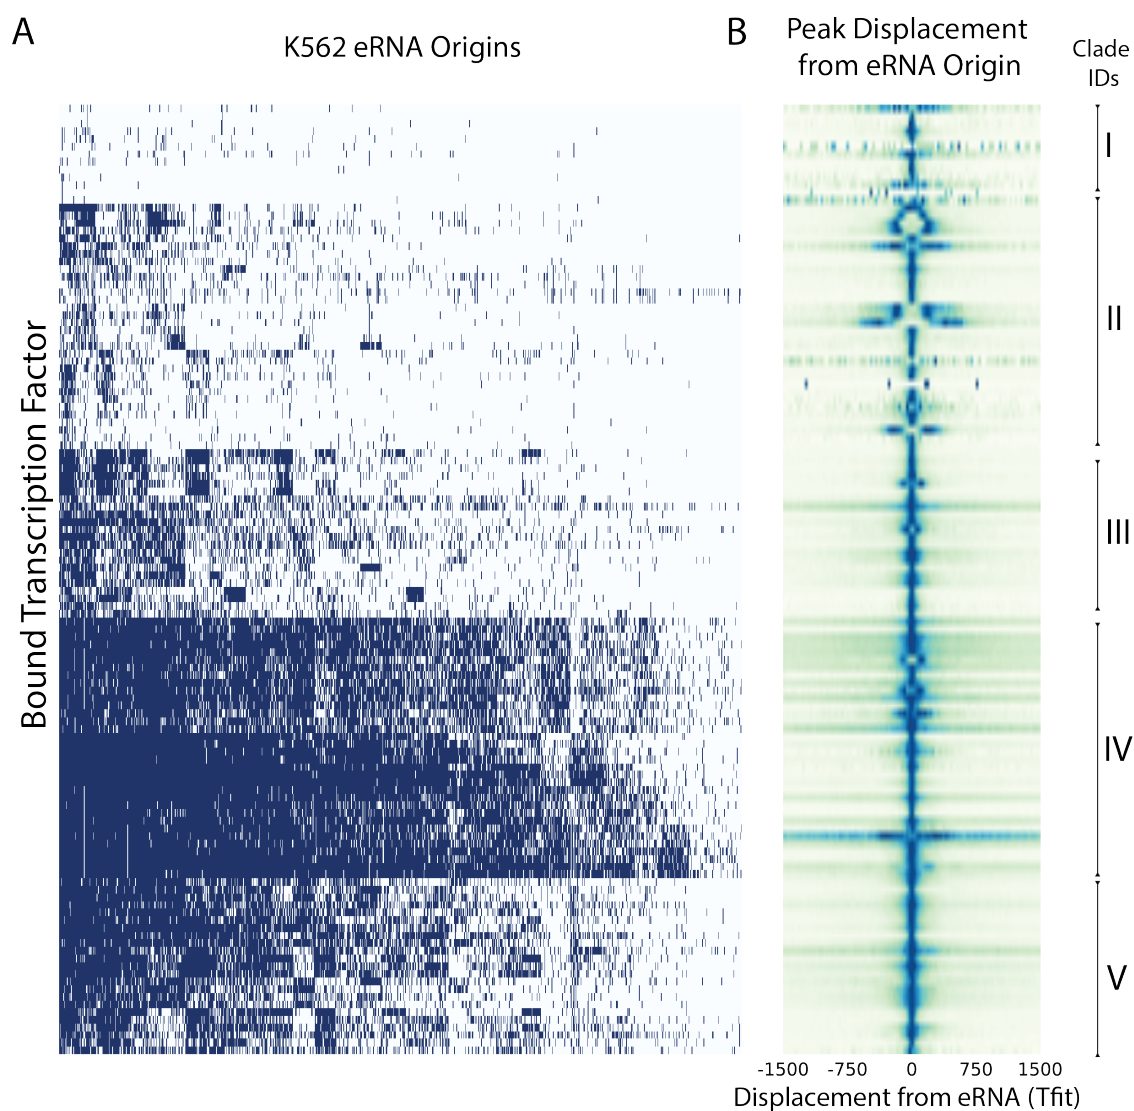 A
K562 eRNA Origins
B
Peak Displacement
from eRNA Origin
Clade
IDs
Bound Transcription Factor
I
II
III
IV
V
-1500 -750 0 750 1500
Displacement from eRNA (Tfit)